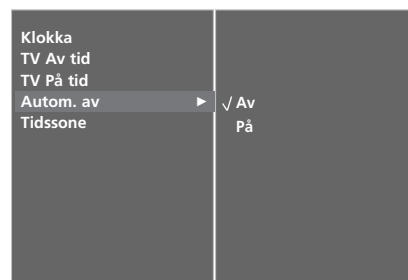 Klokka
TV Av tid
TV På tid
Autom. av ►
Tidssone
√ Av
På